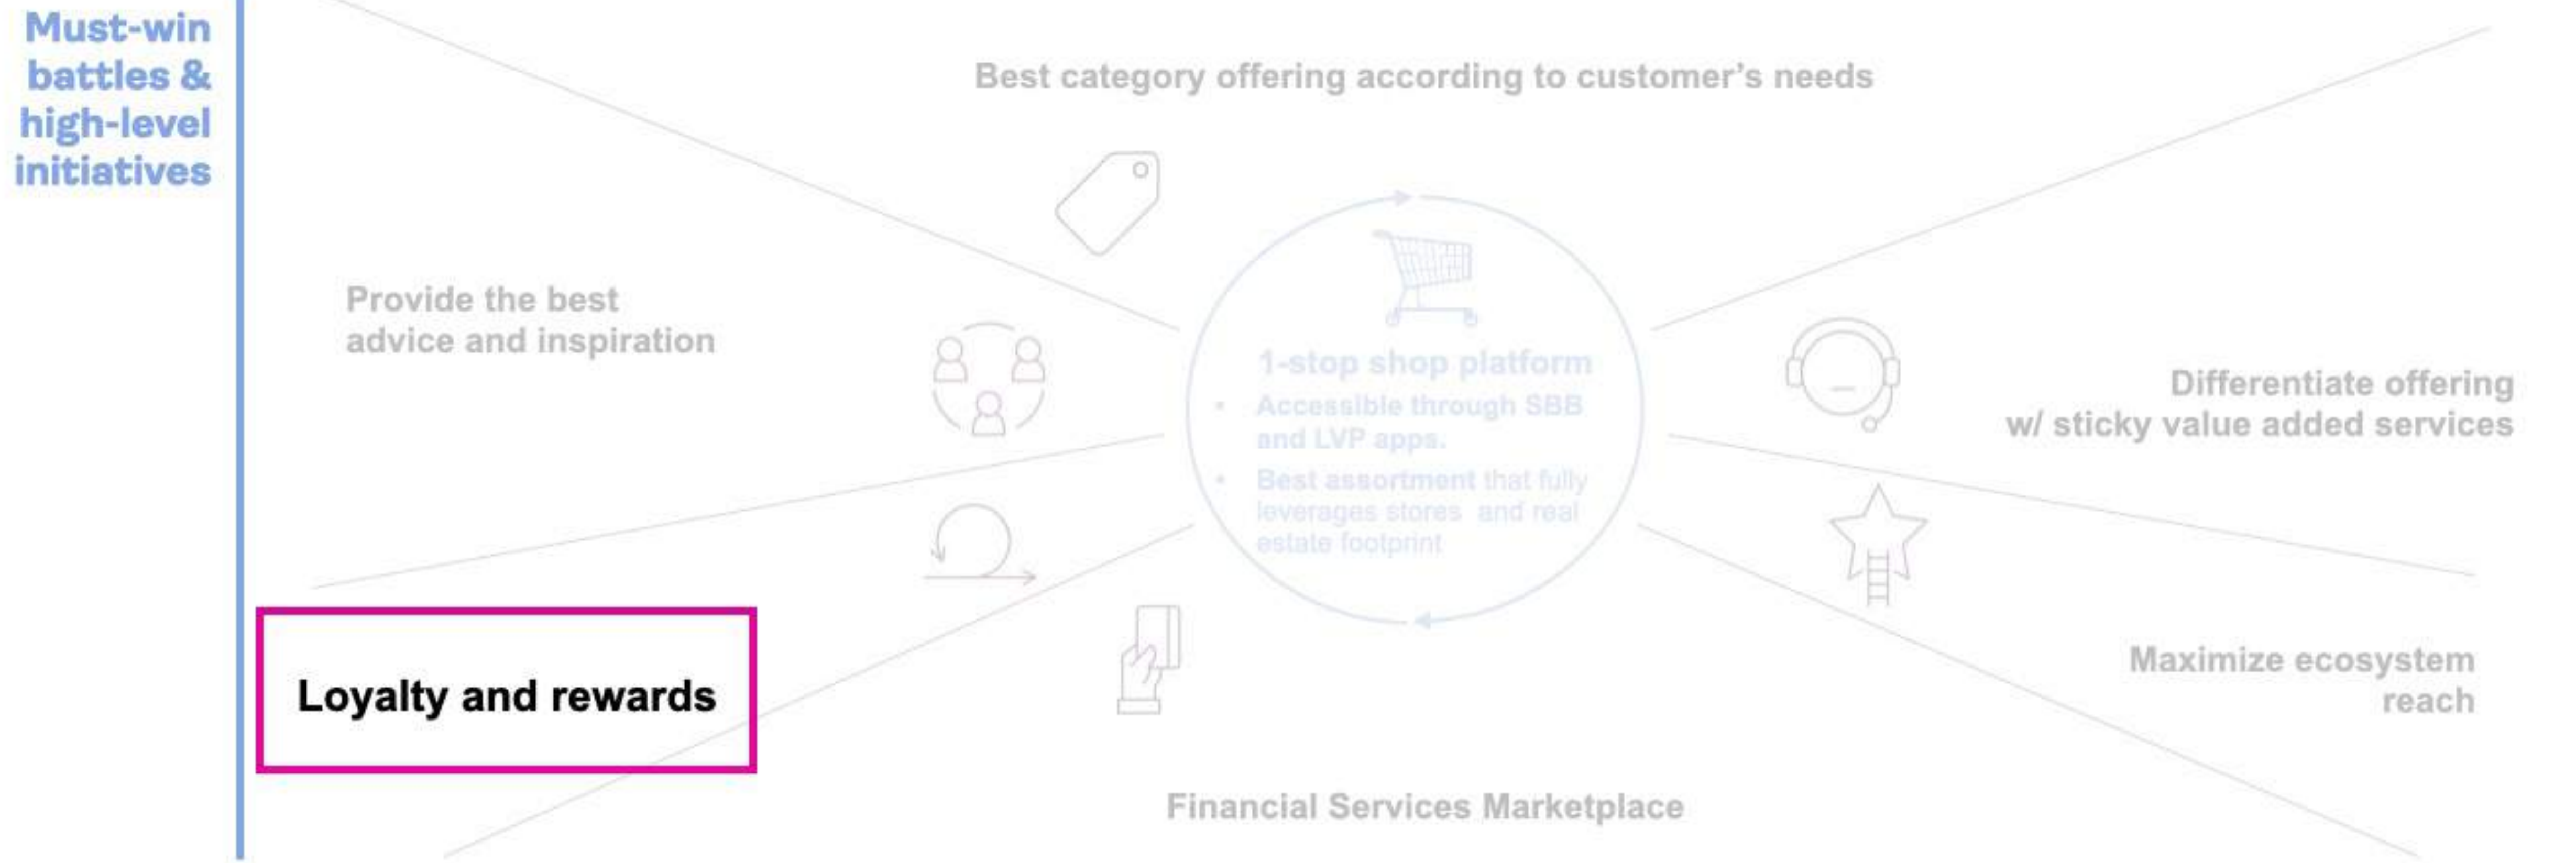 Must-win
battles &
high-level
initiatives
Best category offering according to customer's needs
Provide the best
advice and inspiration
1-stop shop platform
• Accessible through SBB
and LVP apps.
• Best assortment that fully
leverages stores and real
estate footprint
Differentiate offering
w/ sticky value added services
Loyalty and rewards
Maximize ecosystem
reach
Financial Services Marketplace